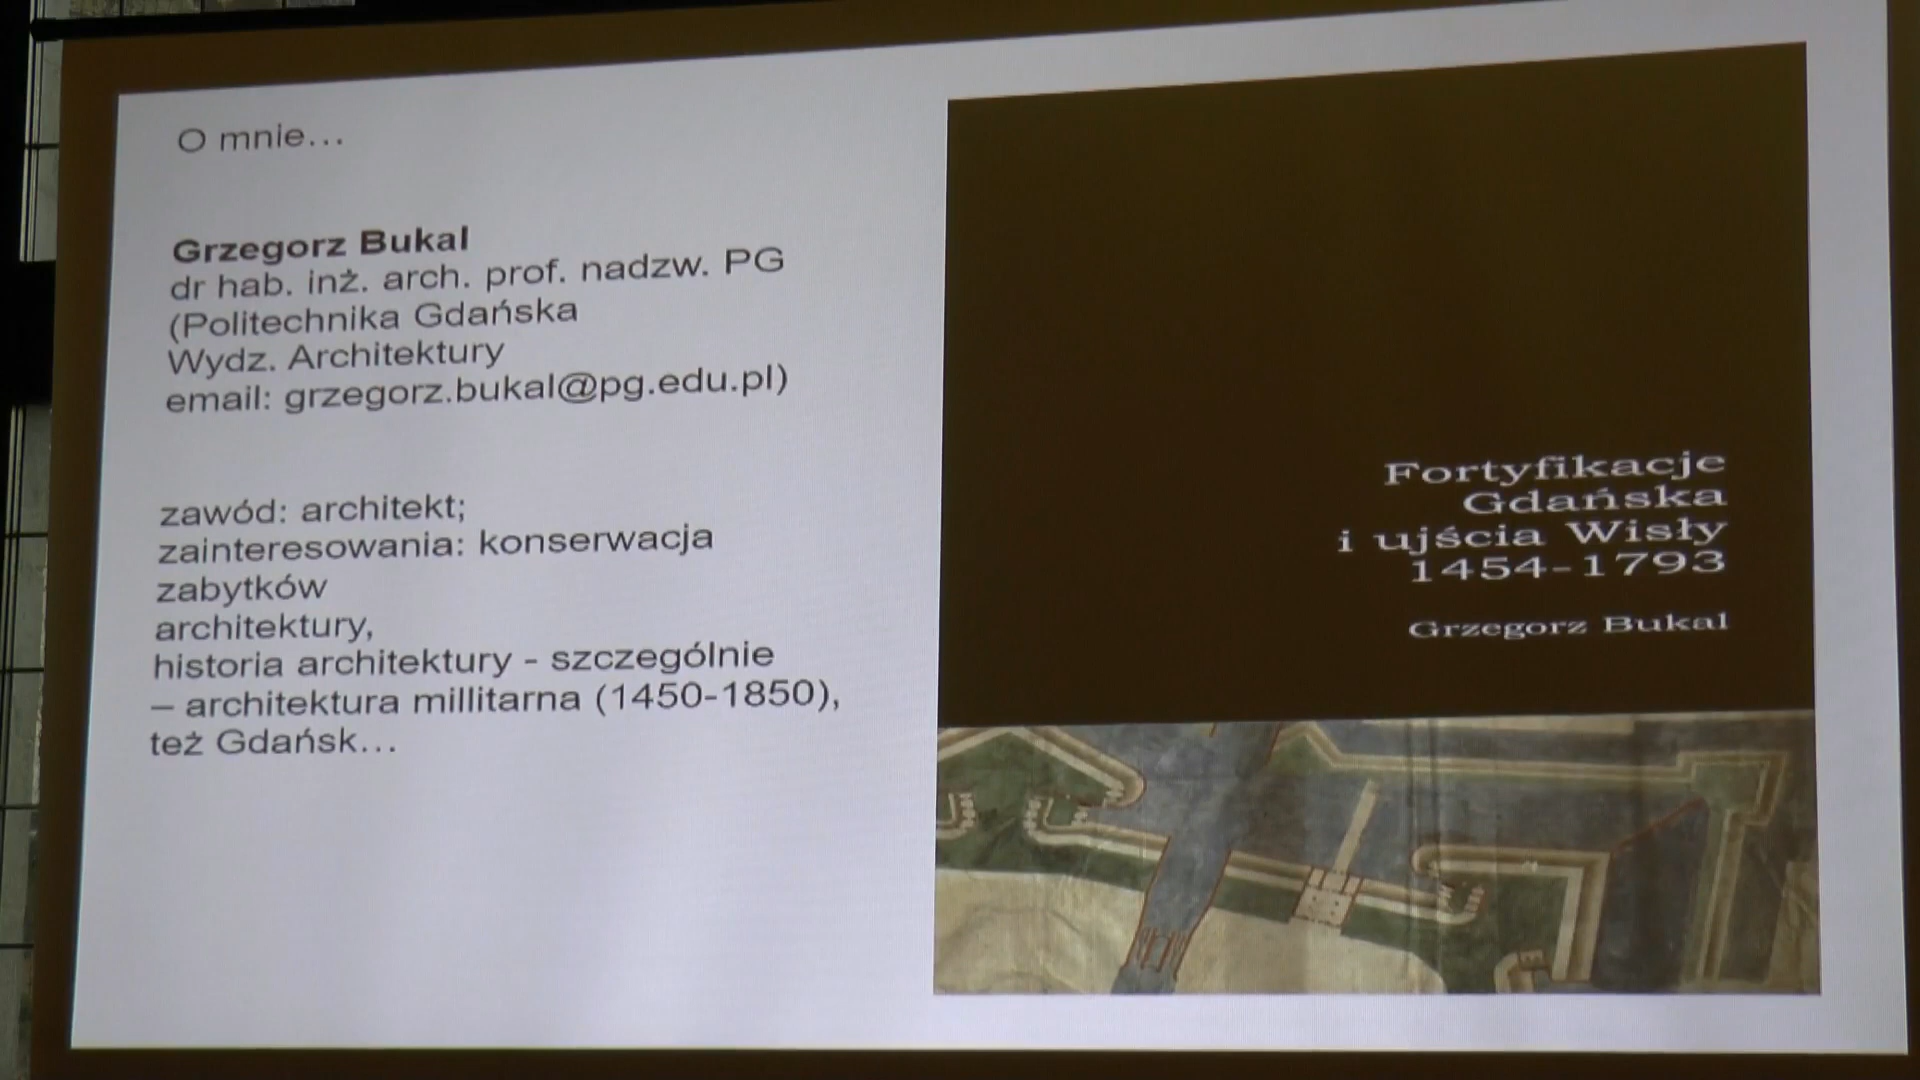 O mnie...
Grzegorz Bukal
dr hab. inż. arch. prof. nadzw. PG
(Politechnika Gdańska
Wydz. Architektury
email: grzegorz.bukal@pg.edu.pl)
zawód: architekt;
zainteresowania: konserwacja
zabytków
architektury,
historia architektury - szczególnie
– architektura millitarna (1450-1850),
też Gdańsk...
Fortyfikacje
Gdańska
i ujścia Wisły
1454-1793
Grzegorz Bukal